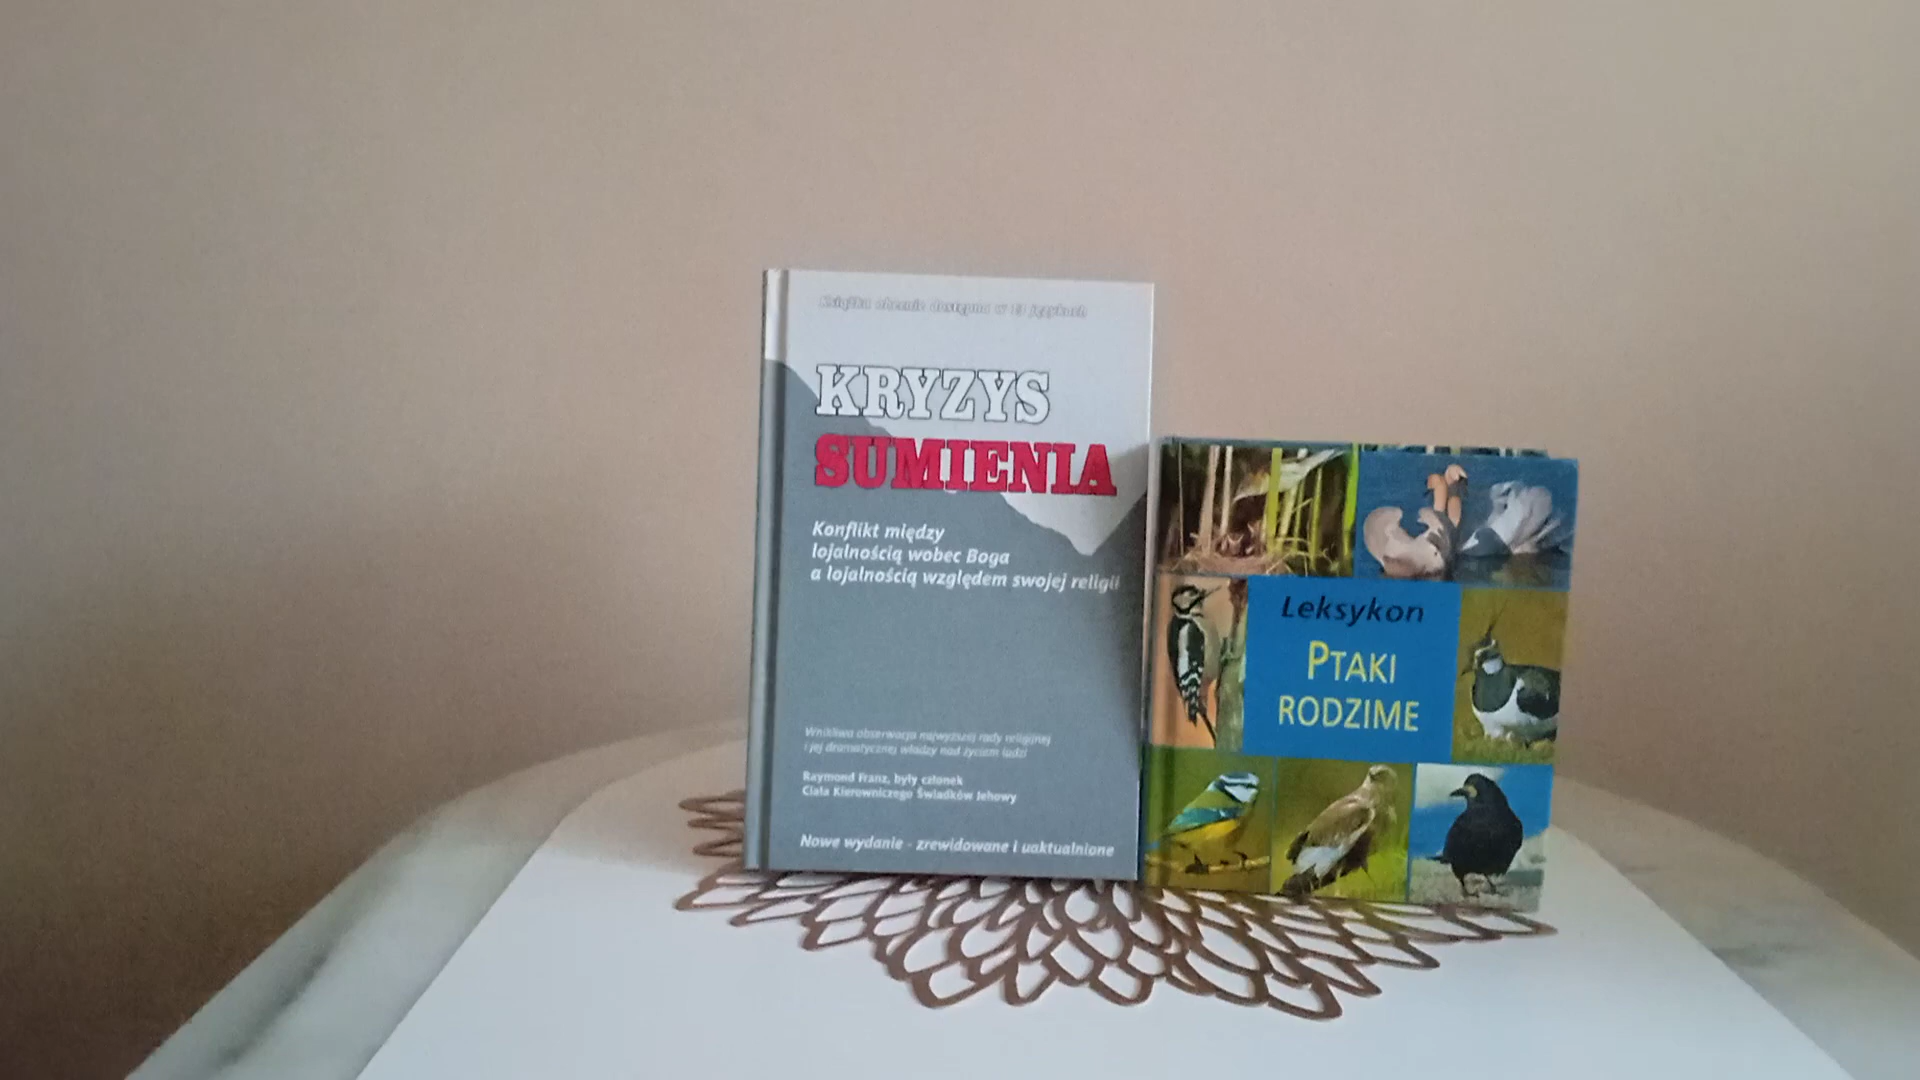 Książka obecnie dostępna w 13 językach
KRYZYS
SUMIENIA
Konflikt między
lojalnością wobec Boga
a lojalnością względem swojej religii
Wnikliwa obserwacja najwyższej rady religijnej
i jej dramatycznej władzy nad życiem ludzi
Raymond Franz, były członek
Ciała Kierowniczego Świadków Jehowy
Nowe wydanie - zrewidowane i uaktualnione
Leksykon
PTAKI
RODZIME